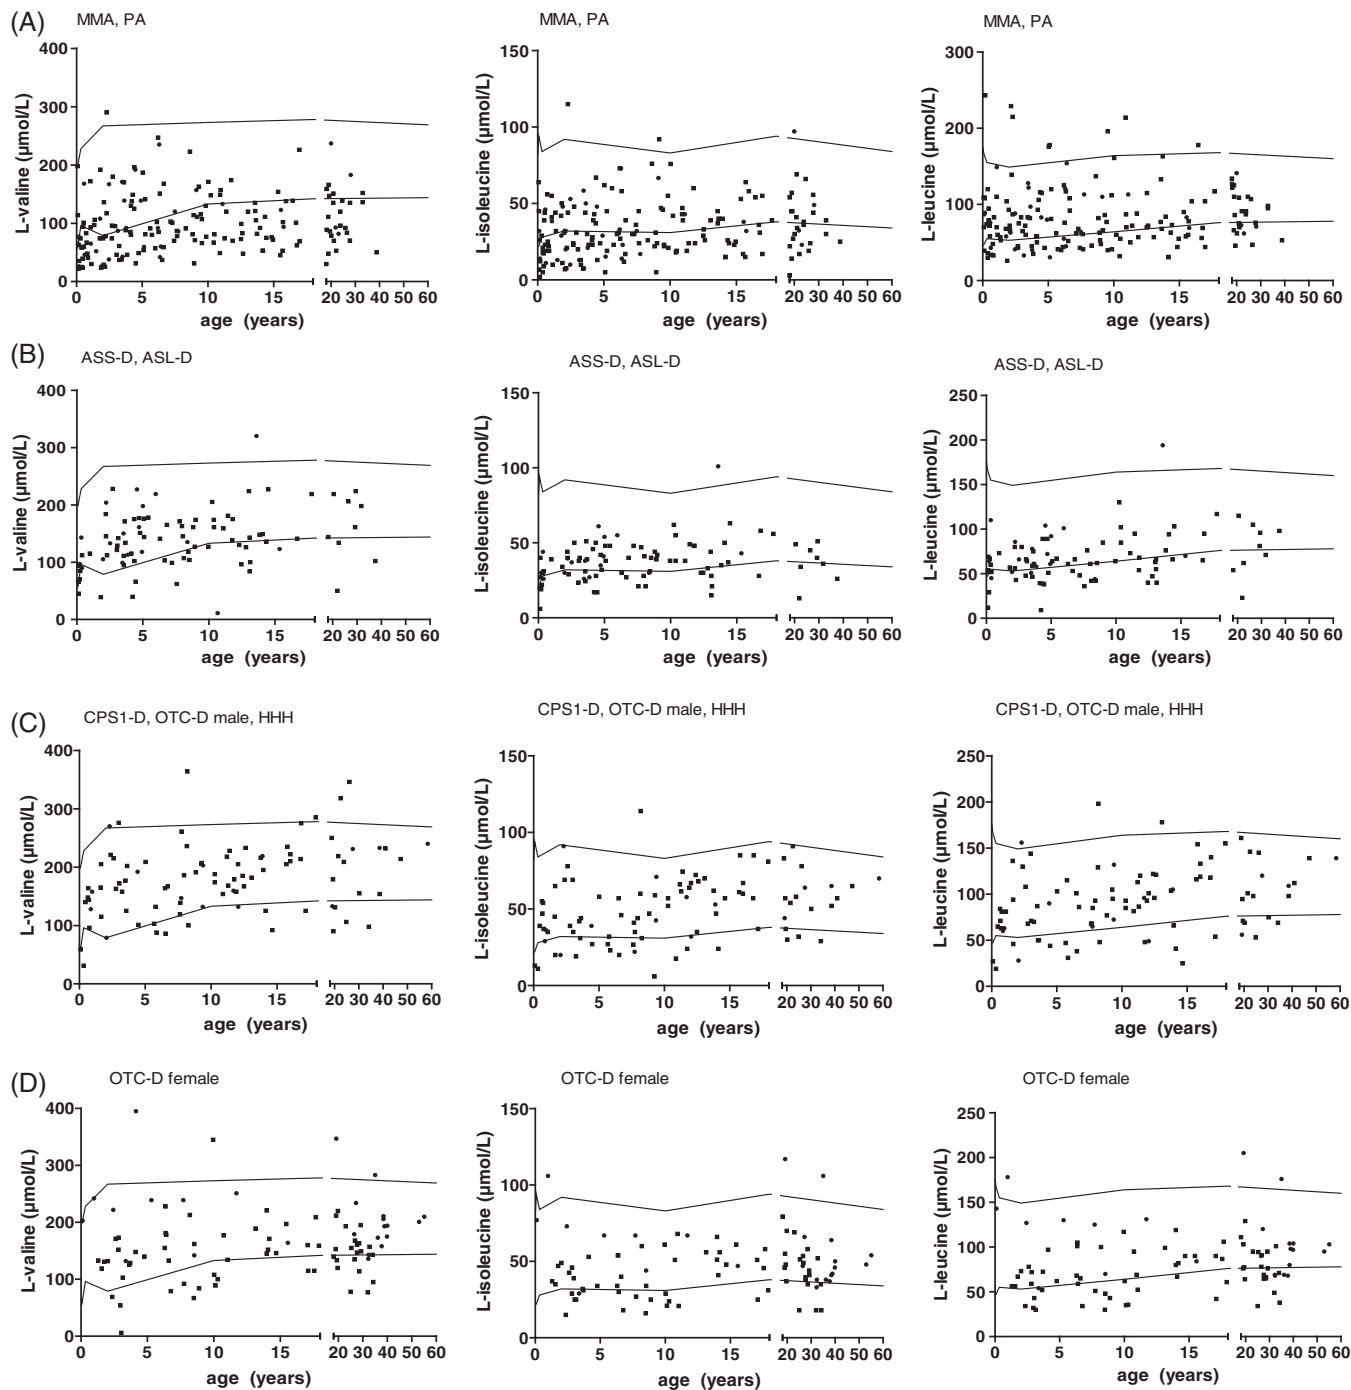 (A)
MMA, PA
L-valine (µmol/L)
400
300
200
100
0
0 5 10 15 20 30 40 50 60
age (years)
MMA, PA
L-isoleucine (µmol/L)
150
100
50
0
0 5 10 15 20 30 40 50 60
age (years)
MMA, PA
L-leucine (µmol/L)
300
200
100
0
0 5 10 15 20 30 40 50 60
age (years)
(B)
ASS-D, ASL-D
L-valine (µmol/L)
400
300
200
100
0
0 5 10 15 20 30 40 50 60
age (years)
ASS-D, ASL-D
L-isoleucine (µmol/L)
150
100
50
0
0 5 10 15 20 30 40 50 60
age (years)
ASS-D, ASL-D
L-leucine (µmol/L)
250
200
150
100
50
0
0 5 10 15 20 30 40 50 60
age (years)
(C)
CPS1-D, OTC-D male, HHH
L-valine (µmol/L)
400
300
200
100
0
0 5 10 15 20 30 40 50 60
age (years)
CPS1-D, OTC-D male, HHH
L-isoleucine (µmol/L)
150
100
50
0
0 5 10 15 20 30 40 50 60
age (years)
CPS1-D, OTC-D male, HHH
L-leucine (µmol/L)
250
200
150
100
50
0
0 5 10 15 20 30 40 50 60
age (years)
(D)
OTC-D female
L-valine (µmol/L)
400
300
200
100
0
0 5 10 15 20 30 40 50 60
age (years)
OTC-D female
L-isoleucine (µmol/L)
150
100
50
0
0 5 10 15 20 30 40 50 60
age (years)
OTC-D female
L-leucine (µmol/L)
250
200
150
100
50
0
0 5 10 15 20 30 40 50 60
age (years)